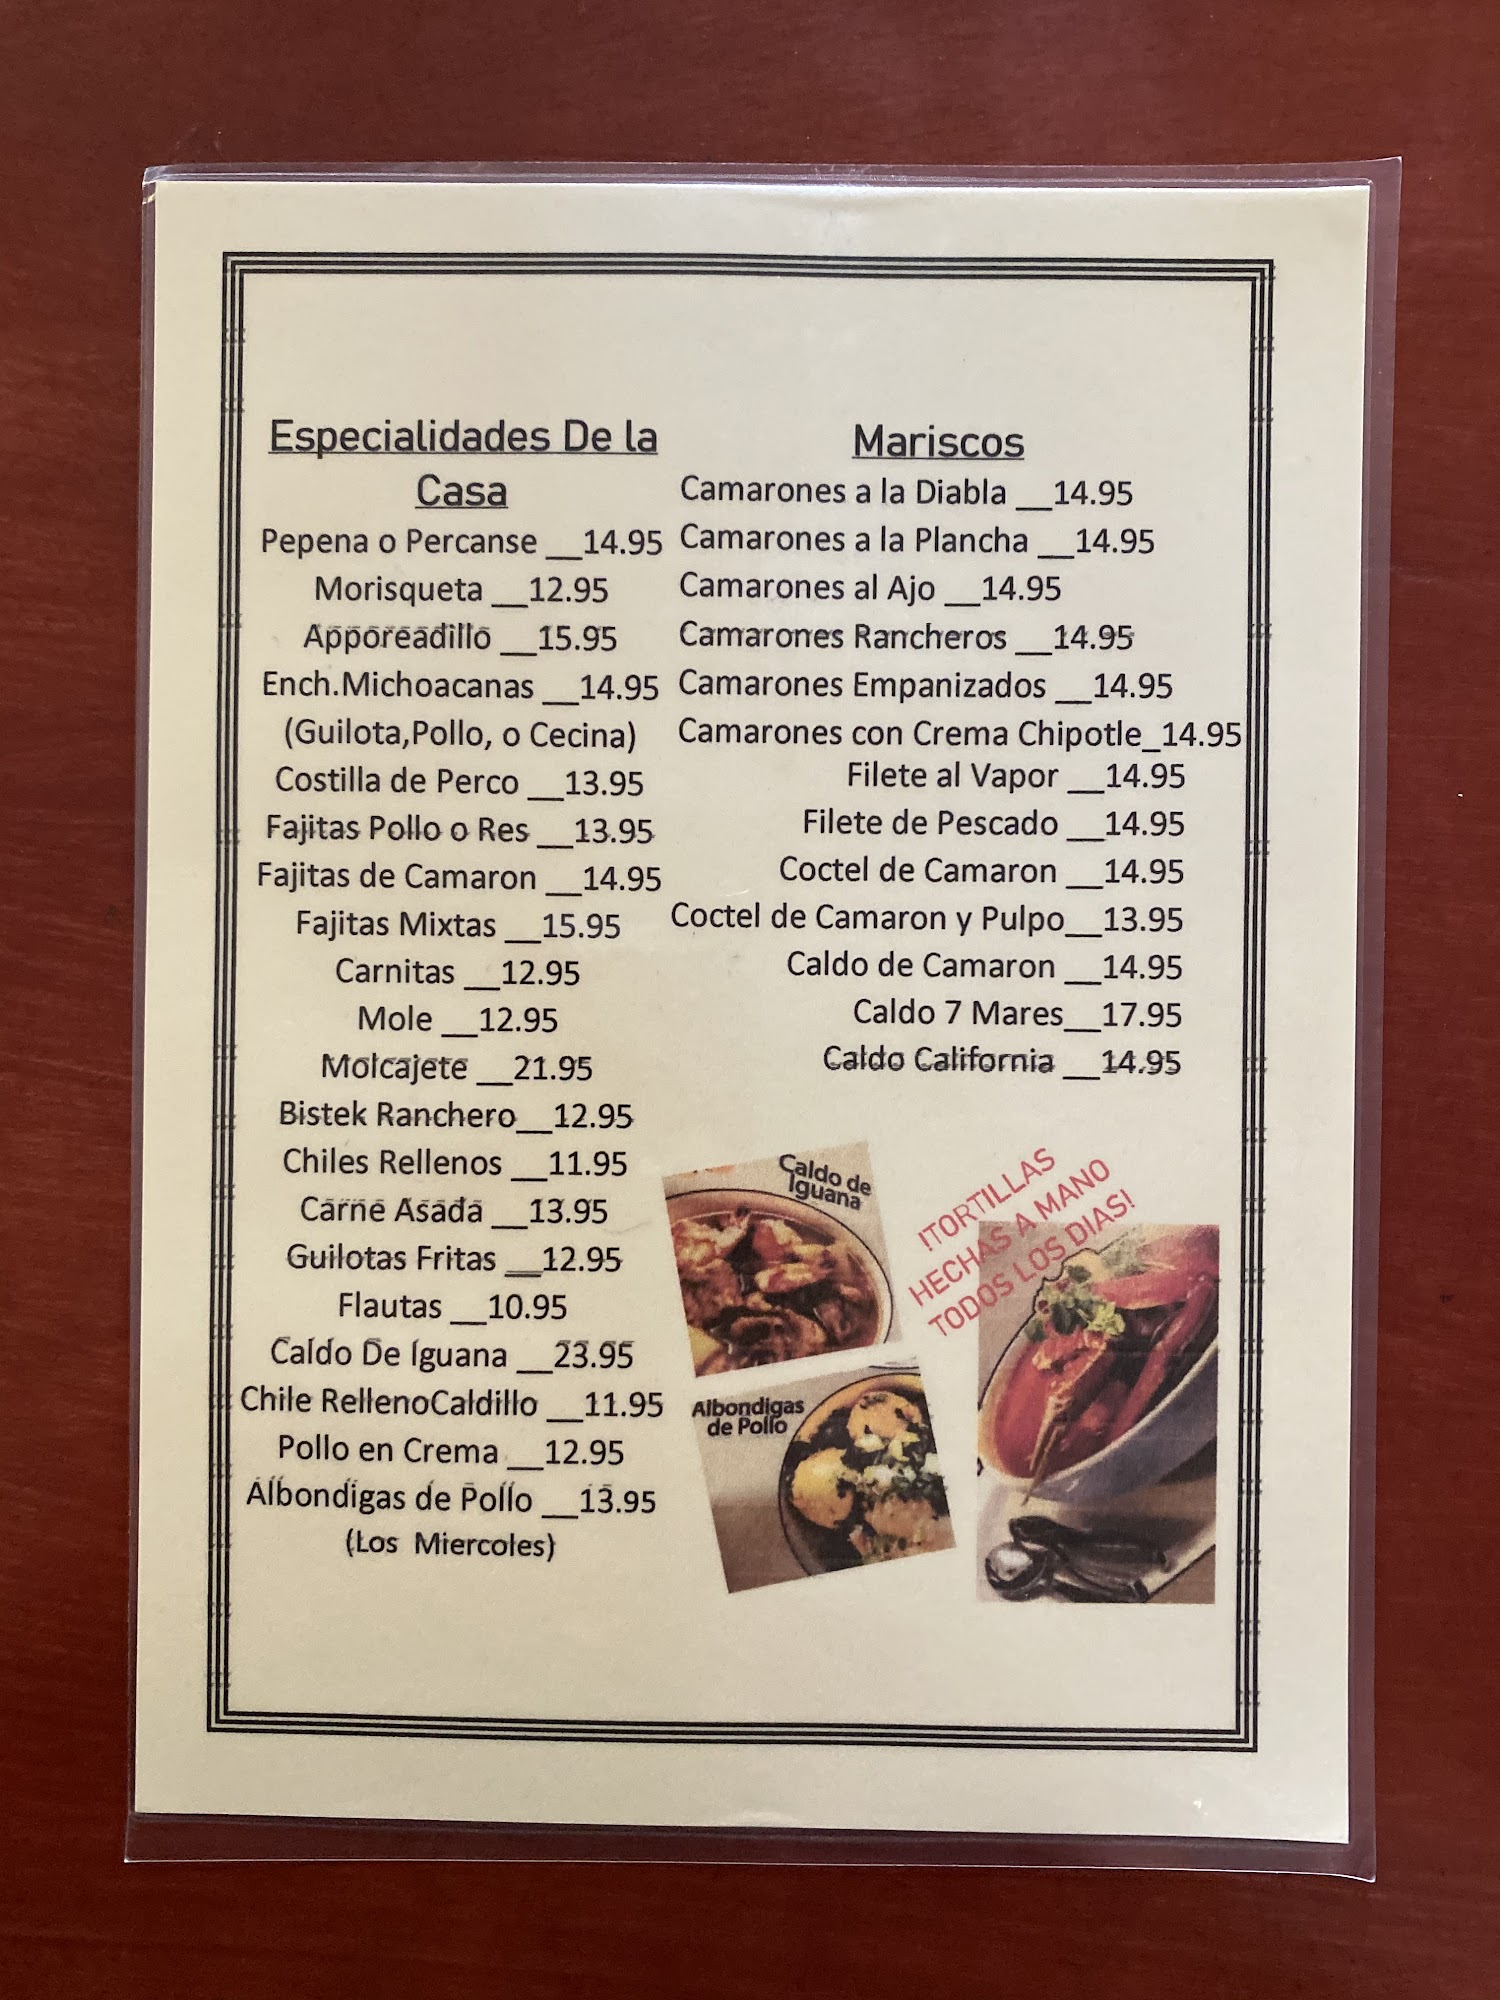 Especialidades De la
Casa
Pepena o Percanse __14.95
Morisqueta __12.95
Apporeadillo __15.95
Ench.Michoacanas __14.95
(Guilota,Pollo, o Cecina)
Costilla de Perco __13.95
Fajitas Pollo o Res __13.95
Fajitas de Camaron __14.95
Fajitas Mixtas __15.95
Carnitas __12.95
Mole __12.95
Molcajete __21.95
Bistek Ranchero__12.95
Chiles Rellenos __11.95
Carne Asada __13.95
Guilotas Fritas __12.95
Flautas __10.95
Caldo De Iguana __23.95
Chile RellenoCaldillo __11.95
Pollo en Crema __12.95
Albondigas de Pollo __13.95
(Los Miercoles)
Mariscos
Camarones a la Diabla __14.95
Camarones a la Plancha __14.95
Camarones al Ajo __14.95
Camarones Rancheros __14.95
Camarones Empanizados __14.95
Camarones con Crema Chipotle_14.95
Filete al Vapor __14.95
Filete de Pescado __14.95
Coctel de Camaron __14.95
Coctel de Camaron y Pulpo__13.95
Caldo de Camaron __14.95
Caldo 7 Mares__17.95
Caldo California __14.95
Caldo de
Iguana
¡TORTILLAS
HECHAS A MANO
TODOS LOS DIAS!
Albondigas
de Pollo